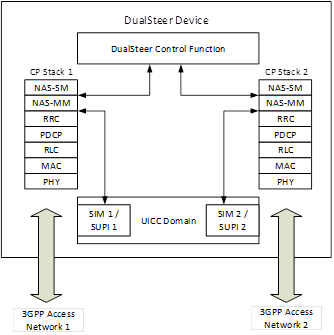 DualSteer Device
DualSteer Control Function
CP Stack 1
NAS-SM
NAS-MM
RRC
PDCP
RLC
MAC
PHY
CP Stack 2
NAS-SM
NAS-MM
RRC
PDCP
RLC
MAC
PHY
SIM 1 /
SUPI 1
UICC Domain
SIM 2 /
SUPI 2
3GPP Access
Network 1
3GPP Access
Network 2